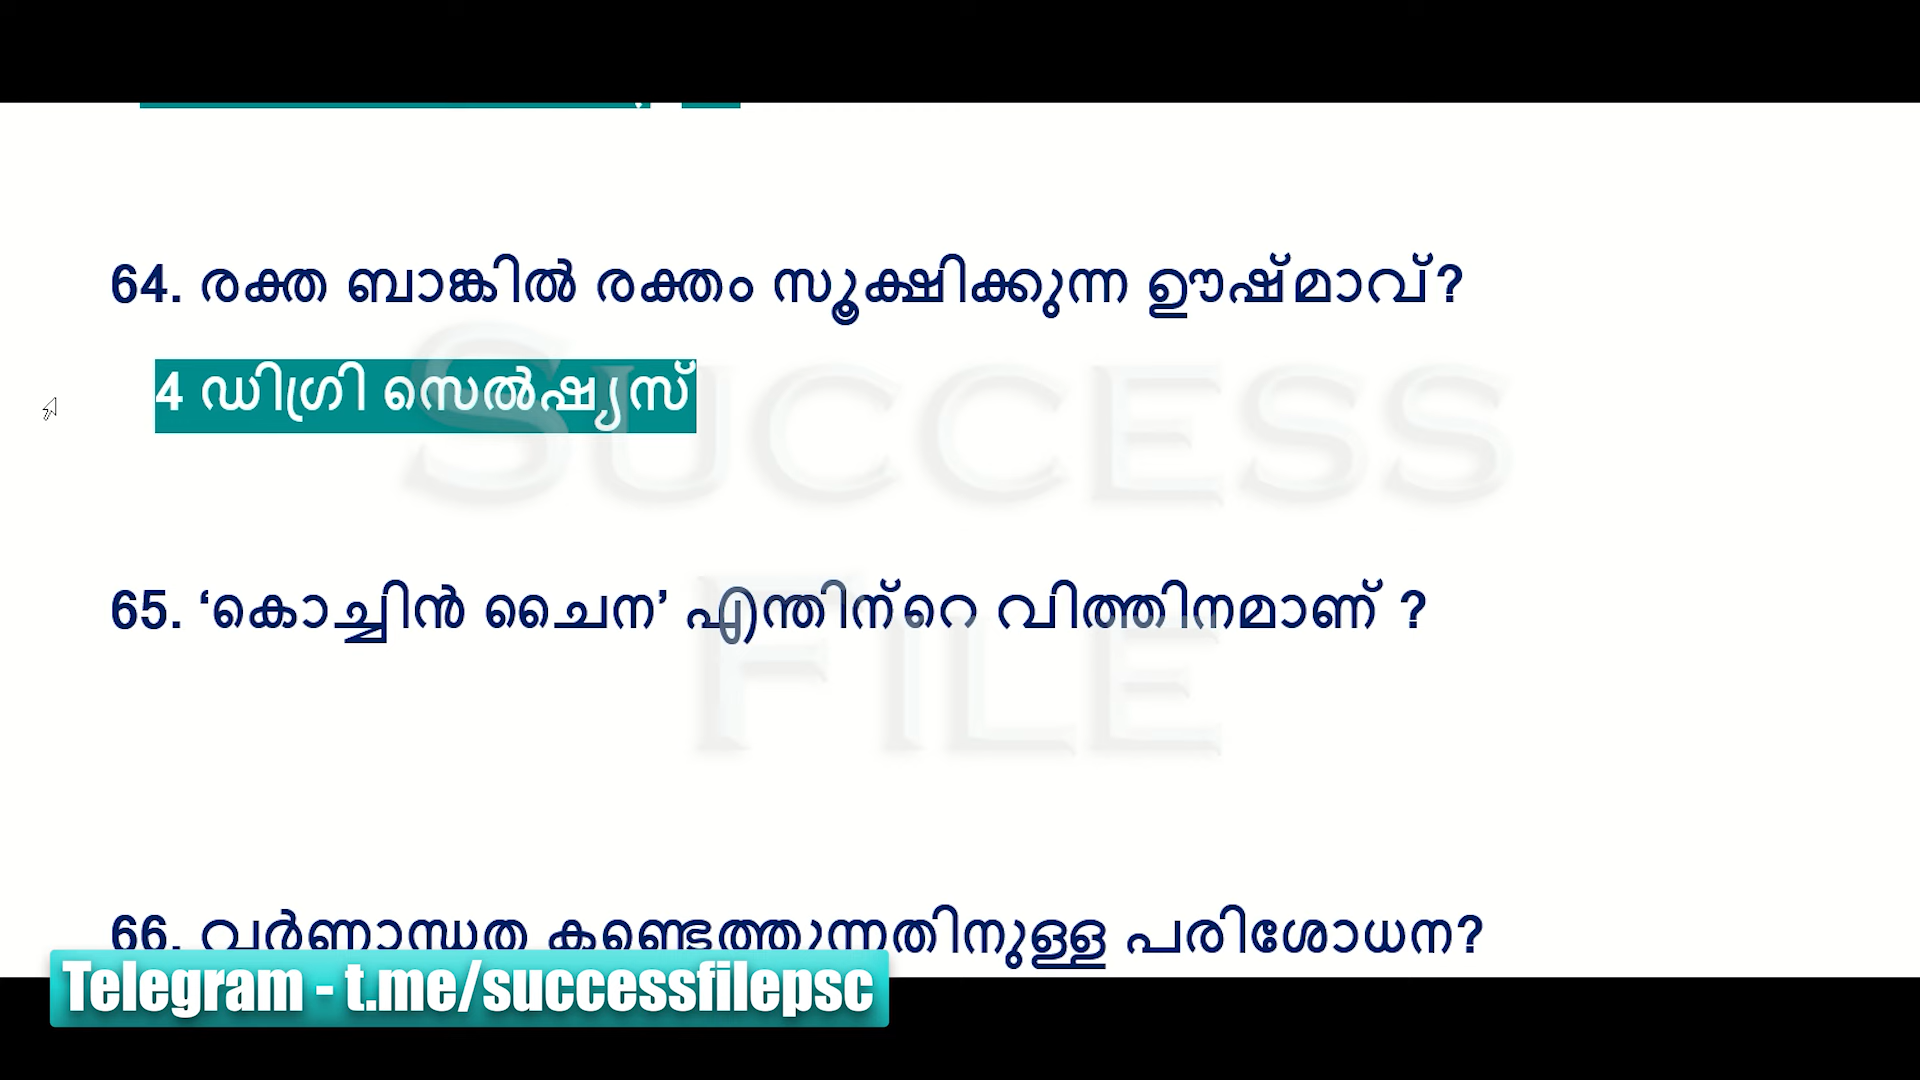 64. രക്ത ബാങ്കിൽ രക്തം സൂക്ഷിക്കുന്ന ഊഷ്മാവ്?
4 ഡിഗ്രി സെൽഷ്യസ്
SUCCESS
65. ‘കൊച്ചിൻ ചൈന’ എന്തിന്റെ വിത്തിനമാണ് ?
FILE
66. വർണാന്ധത കണ്ടെത്തുന്നതിനുള്ള പരിശോധന?
Telegram - t.me/successfilepsc